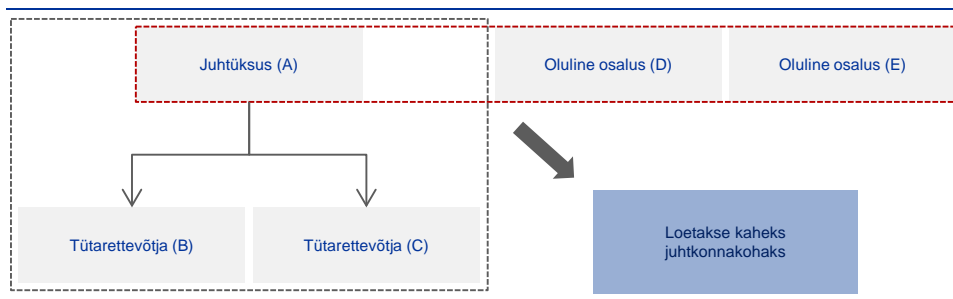 Juhtüksus (A)
Oluline osalus (D)
Oluline osalus (E)
Tütarettevõtja (B)
Tütarettevõtja (C)
Loetakse kaheks
juhtkonnakohaks